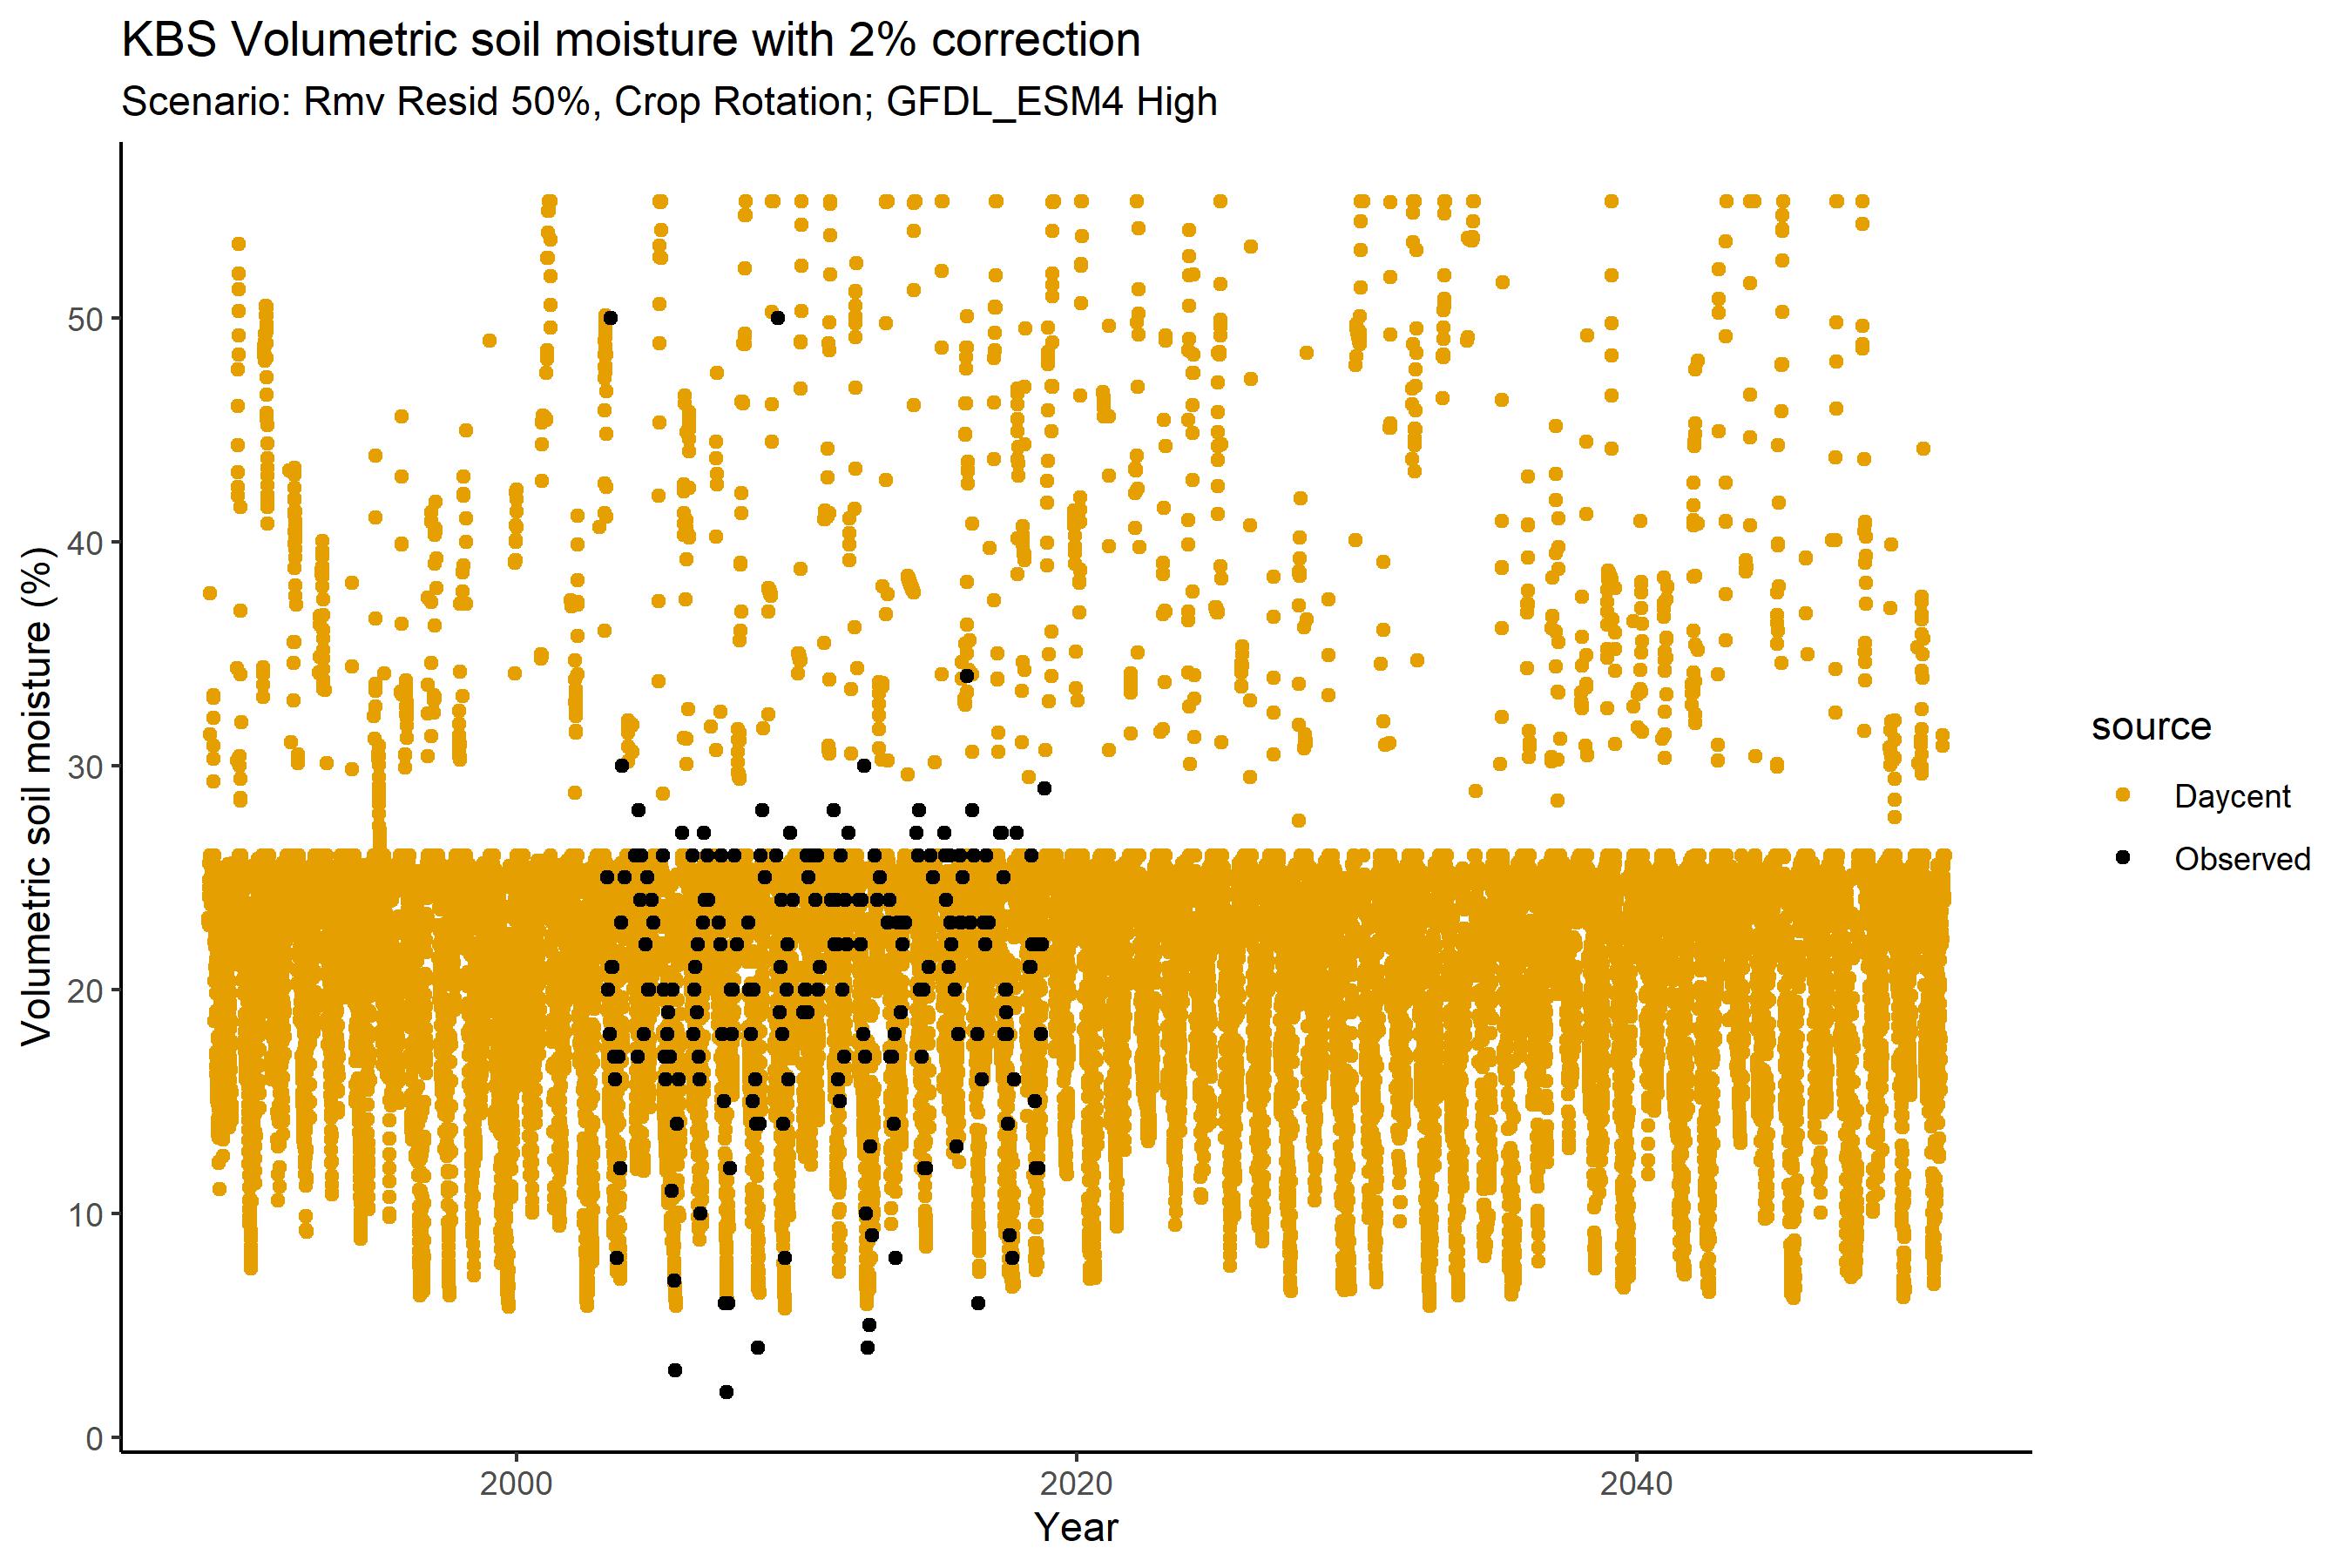 KBS Volumetric soil moisture with 2% correction
Scenario: Rmv Resid 50%, Crop Rotation; GFDL_ESM4 High
Volumetric soil moisture (%)
50
40
30
20
10
0
2000
2020
2040
Year
source
Daycent
Observed